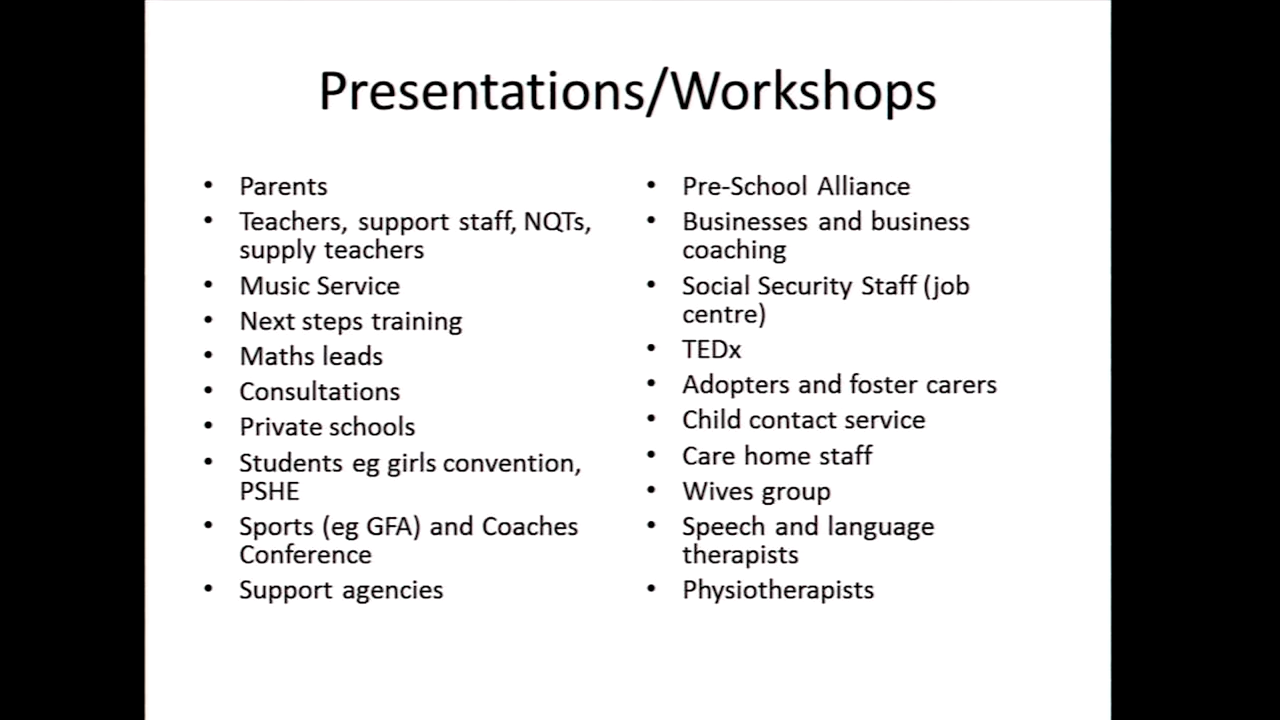 Presentations/Workshops
• Parents
• Teachers, support staff, NQTs,
supply teachers
• Music Service
• Next steps training
• Maths leads
• Consultations
• Private schools
• Students eg girls convention,
PSHE
• Sports (eg GFA) and Coaches
Conference
• Support agencies
• Pre-School Alliance
• Businesses and business
coaching
• Social Security Staff (job
centre)
• TEDx
• Adopters and foster carers
• Child contact service
• Care home staff
• Wives group
• Speech and language
therapists
• Physiotherapists